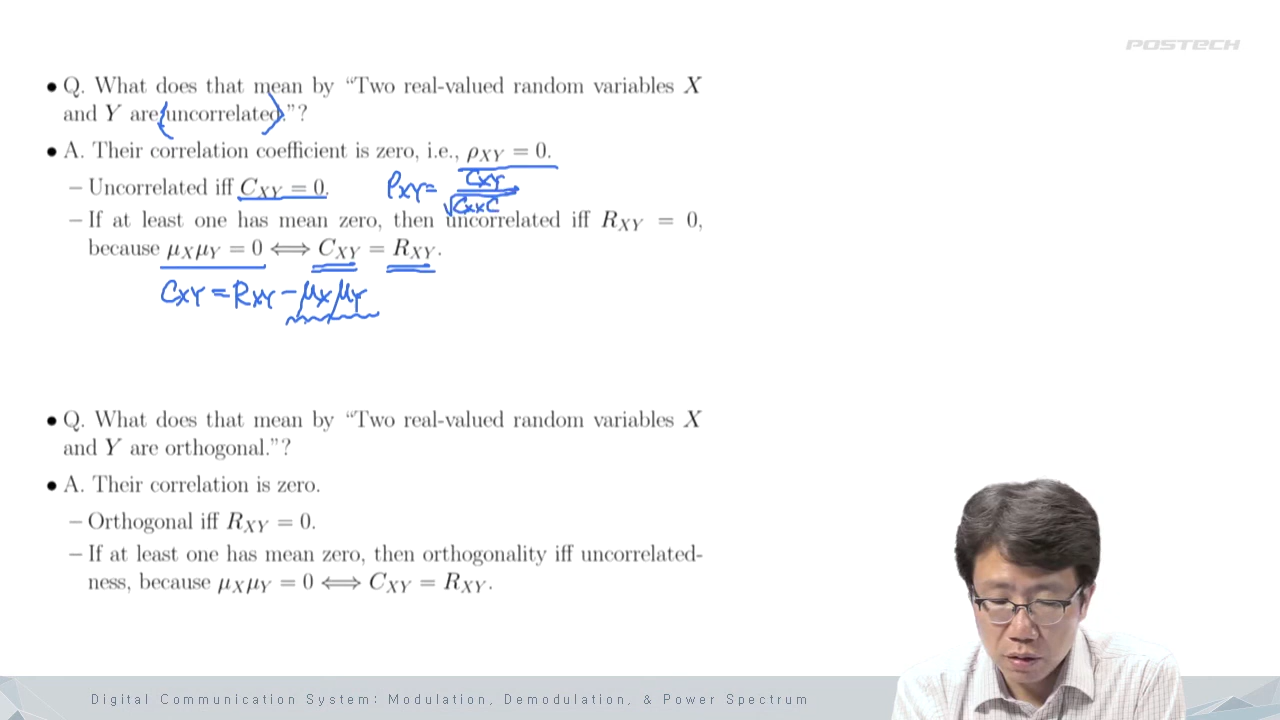 POSTECH
• Q. What does that mean by “Two real-valued random variables X
and Y are “uncorrelated.”?
• A. Their correlation coefficient is zero, i.e., ρXY = 0.
– Uncorrelated iff CXY = 0.
ρXY = CXY / √CXXC
– If at least one has mean zero, then uncorrelated iff RXY = 0,
because μXμY = 0 ⟺ CXY = RXY.
CXY = RXY − μXμY
• Q. What does that mean by “Two real-valued random variables X
and Y are orthogonal.”?
• A. Their correlation is zero.
– Orthogonal iff RXY = 0.
– If at least one has mean zero, then orthogonality iff uncorrelated-
ness, because μXμY = 0 ⟺ CXY = RXY.
Digital Communication System: Modulation, Demodulation, & Power Spectrum